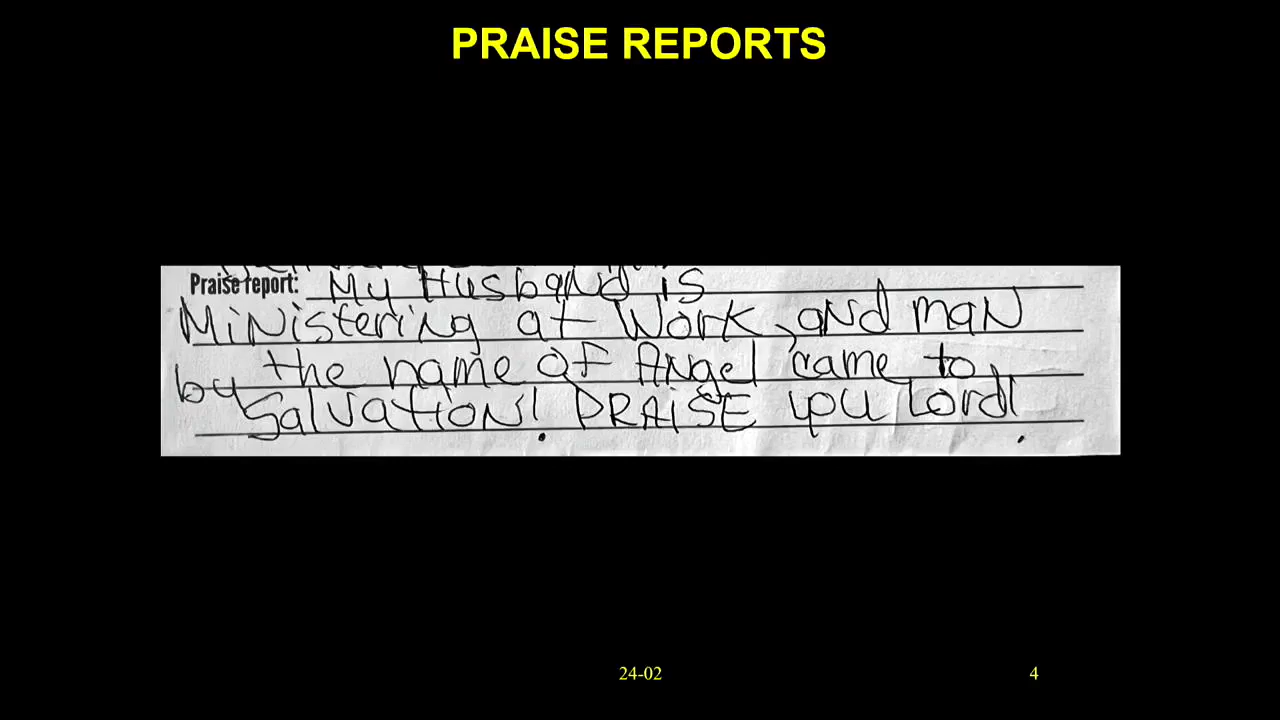 PRAISE REPORTS
Praise report: My Husband is
Ministering at Work, and man
by the name of Angel came to
Salvation! PRAISE you Lord!
24-02
4